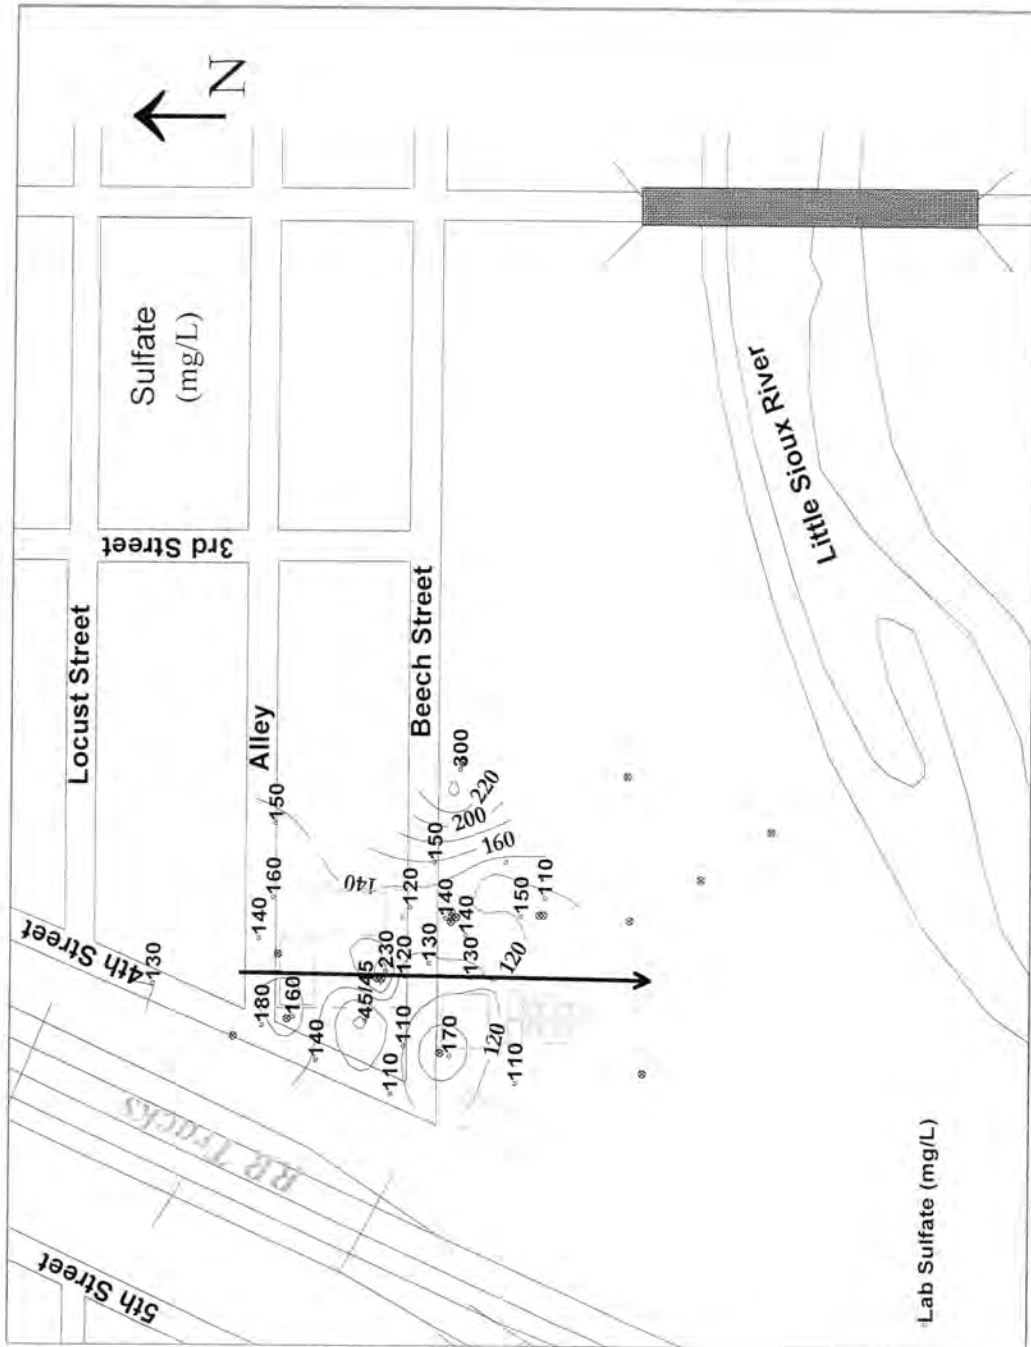 N
Sulfate
(mg/L)
3rd Street
Locust Street
Alley
Beech Street
Little Sioux River
4th Street
5th Street
RR Tracks
300
220
200
160
150
150
140
160
120
140
140
130
140
150
110
230
120
130
130
120
180
160
45/45
140
110
110
170
120
110
Lab Sulfate (mg/L)